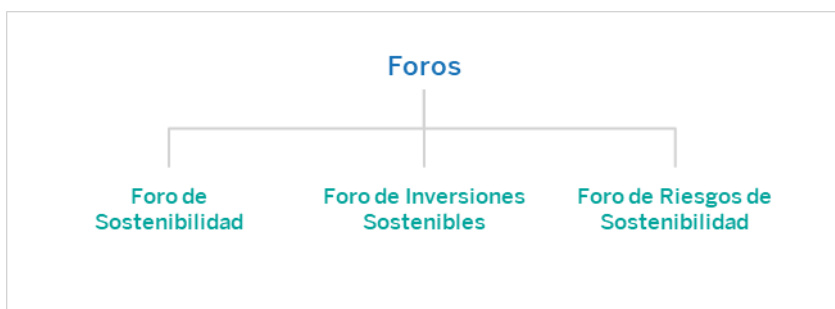 Foros
Foro de
Sostenibilidad
Foro de Inversiones
Sostenibles
Foro de Riesgos de
Sostenibilidad